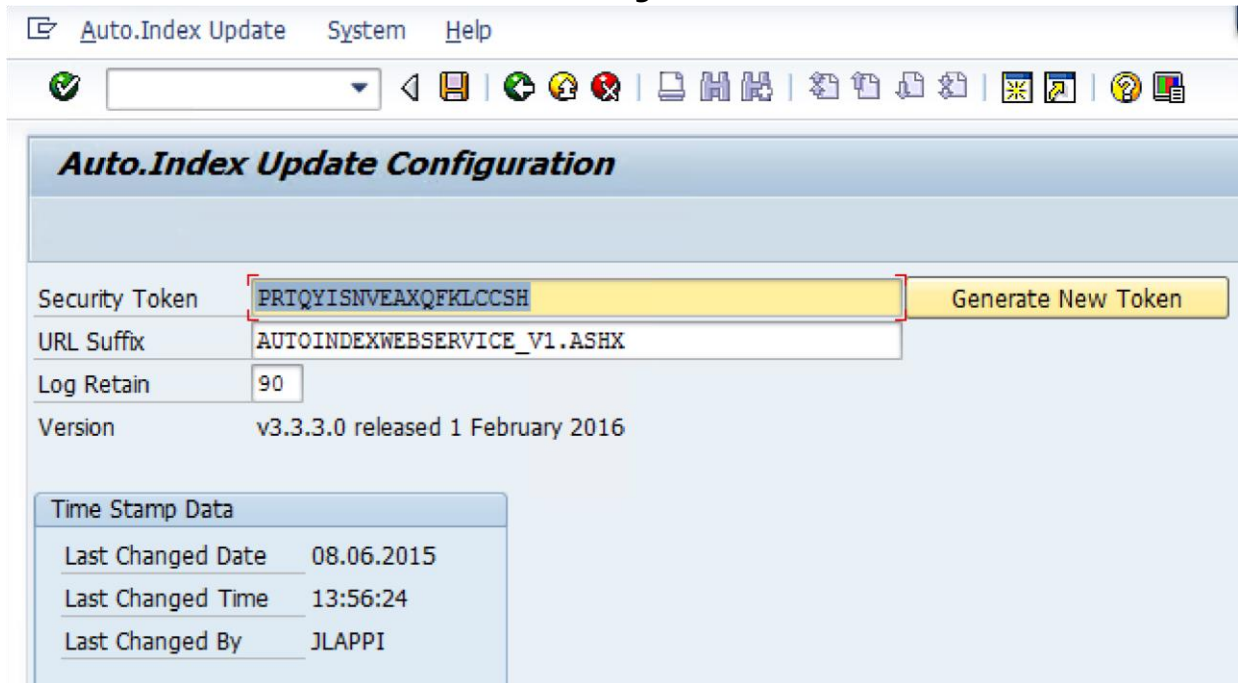 Auto.Index Update System Help
Auto.Index Update Configuration
Security Token PRTQYISNVEAXQFKLCCSH Generate New Token
URL Suffix AUTOINDEXWEBSERVICE_V1.ASHX
Log Retain 90
Version v3.3.3.0 released 1 February 2016
Time Stamp Data
Last Changed Date 08.06.2015
Last Changed Time 13:56:24
Last Changed By JLAPPI